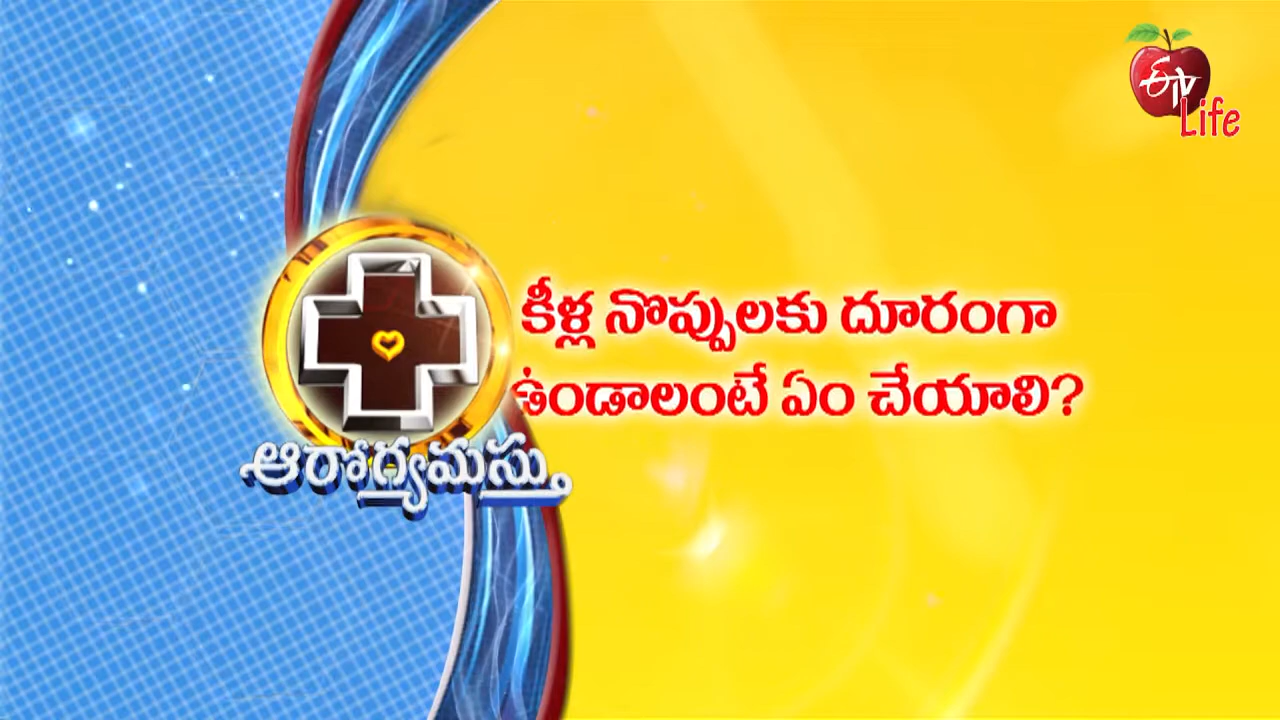 ETV
Life
కీళ్ల నొప్పులకు దూరంగా
ఉండాలంటే ఏం చేయాలి?
ఆరోగ్యమస్తు